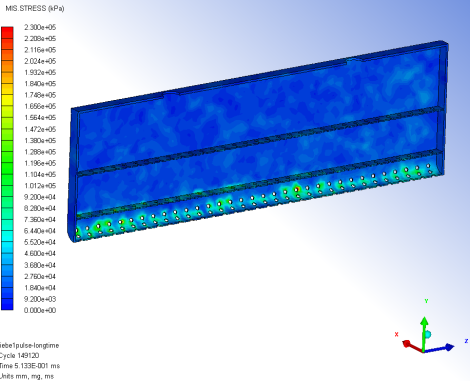 MIS.STRESS (kPa)
2.300e+05
2.208e+05
2.116e+05
2.024e+05
1.932e+05
1.840e+05
1.748e+05
1.656e+05
1.564e+05
1.472e+05
1.380e+05
1.288e+05
1.196e+05
1.104e+05
1.012e+05
9.200e+04
8.280e+04
7.360e+04
6.440e+04
5.520e+04
4.600e+04
3.680e+04
2.760e+04
1.840e+04
9.200e+03
0.000e+00
Y
X
Z
iebe1pulse-longtime
Cycle 149120
Time 5.133E-001 ms
Units mm, mg, ms